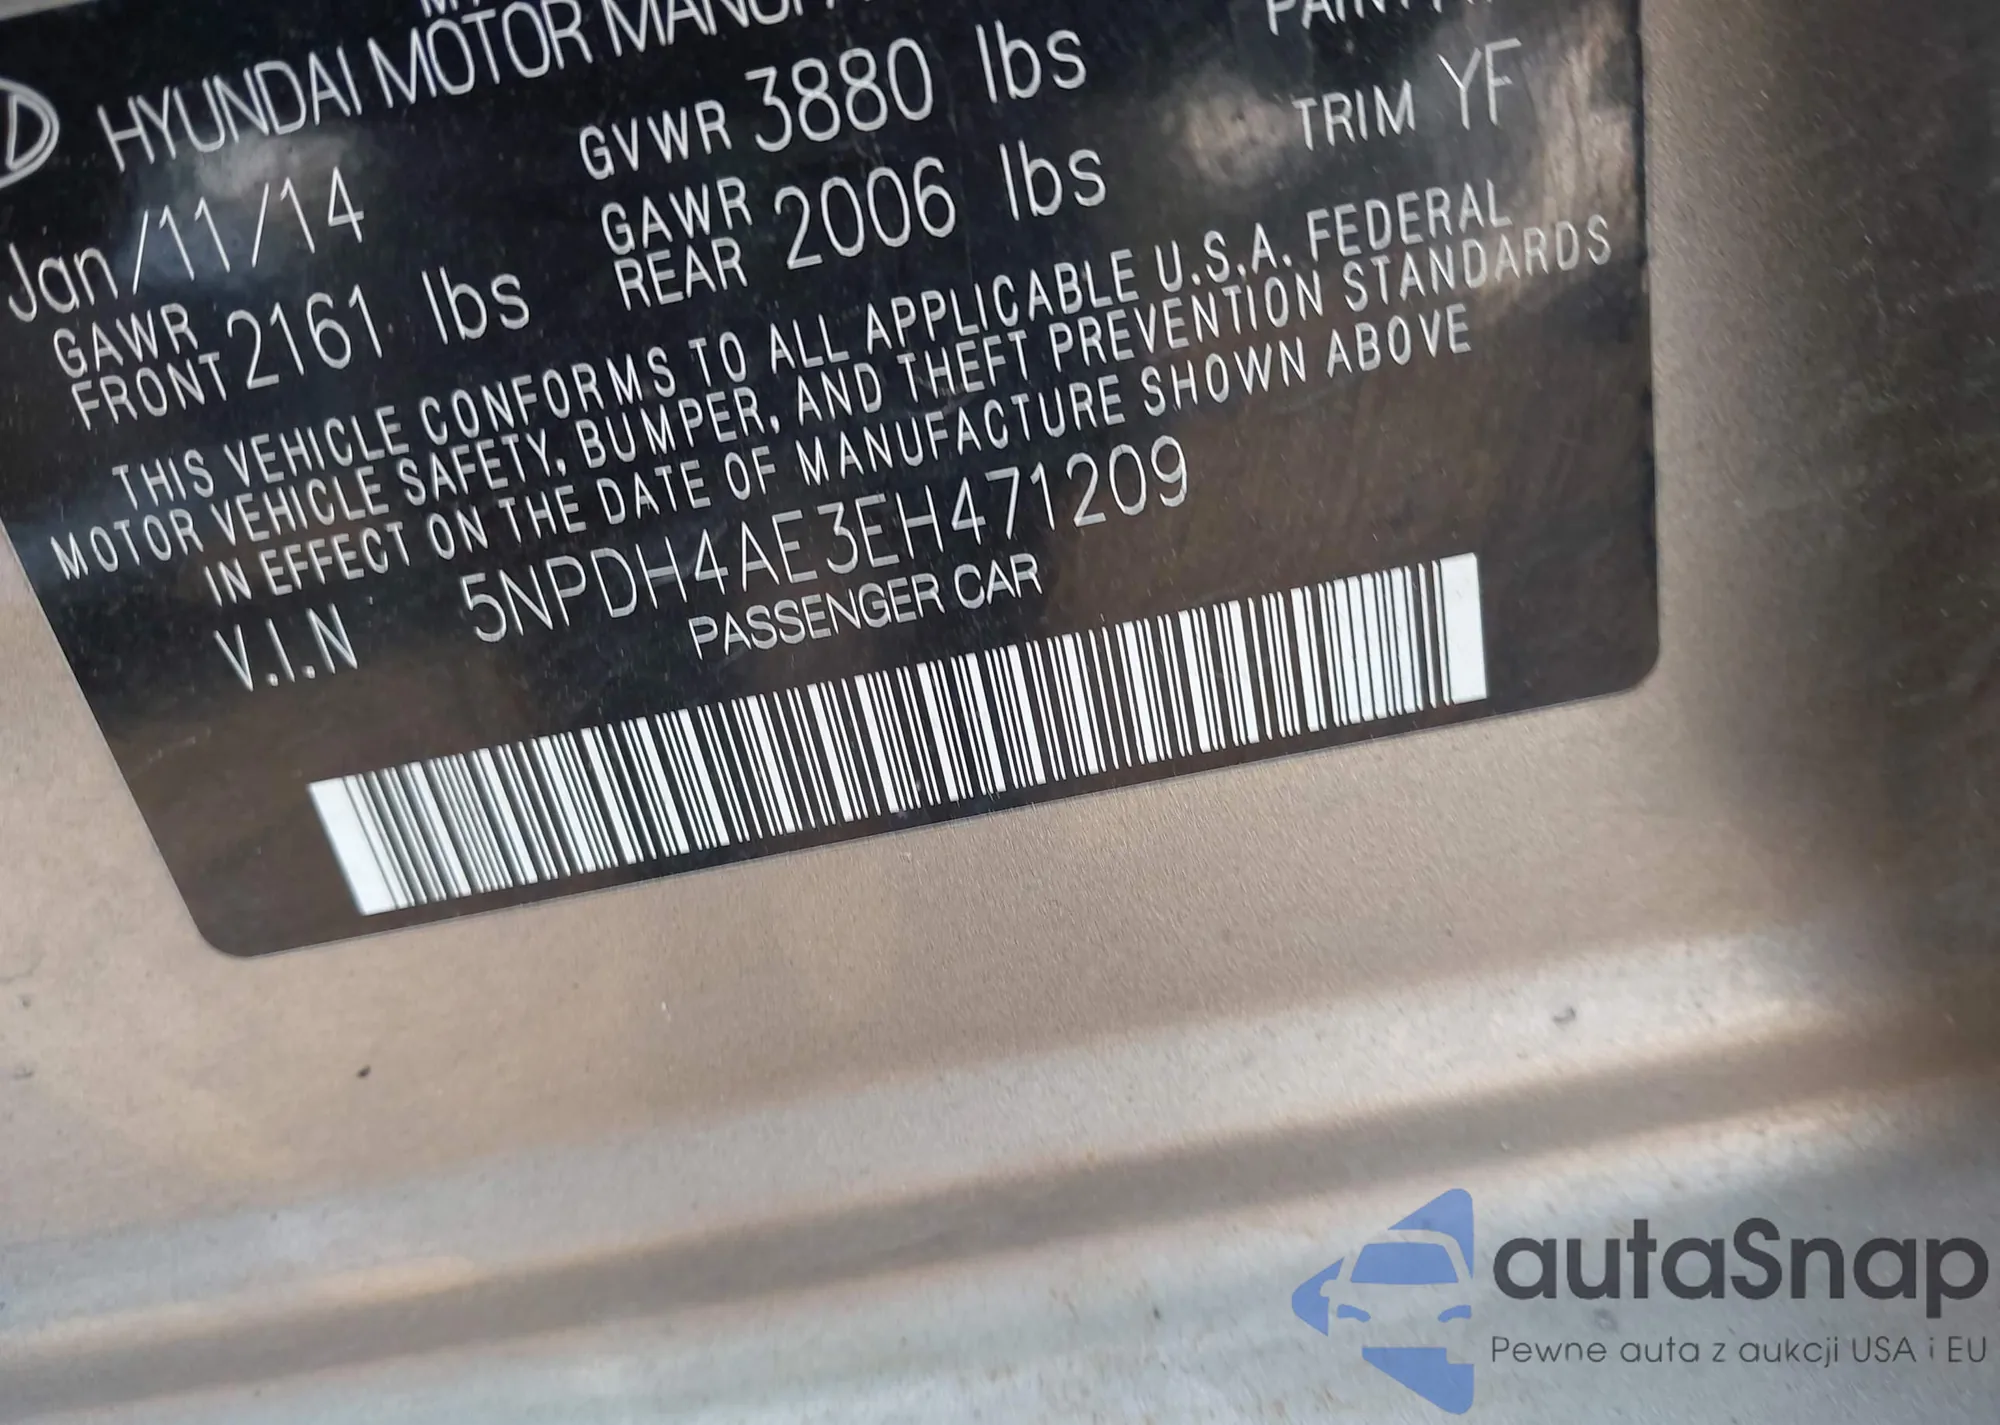 HYUNDAI MOTOR
Jan/11/14
GVWR 3880 lbs
TRIM YF
GAWR FRONT 2161 lbs
GAWR REAR 2006 lbs
THIS VEHICLE CONFORMS TO ALL APPLICABLE U.S.A. FEDERAL
MOTOR VEHICLE SAFETY, BUMPER, AND THEFT PREVENTION STANDARDS
IN EFFECT ON THE DATE OF MANUFACTURE SHOWN ABOVE
V.I.N 5NPDH4AE3EH471209
PASSENGER CAR
autaSnap
Pewne auta z aukcji USA i EU